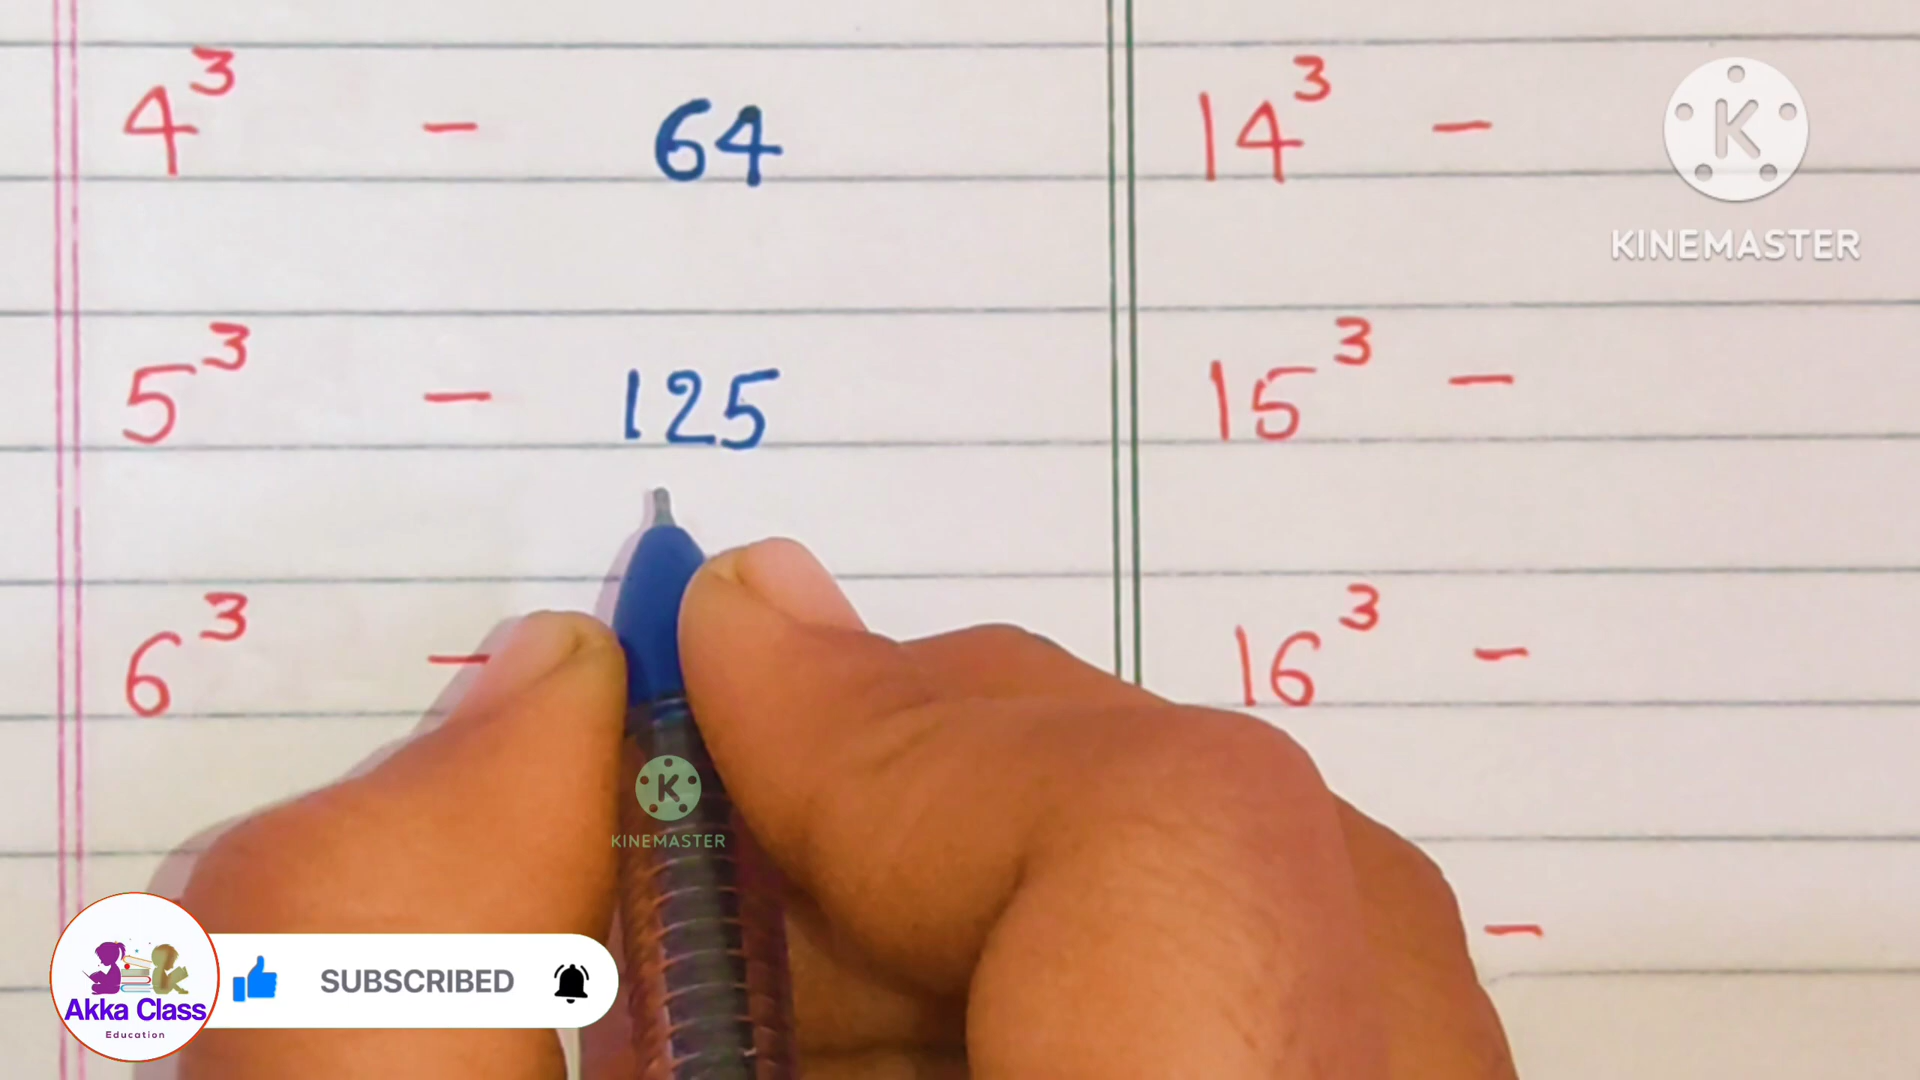 4³ - 64
5³ - 125
6³ -
14³ -
15³ -
16³ -
-
KINEMASTER
KINEMASTER
SUBSCRIBED
Akka Class
Education